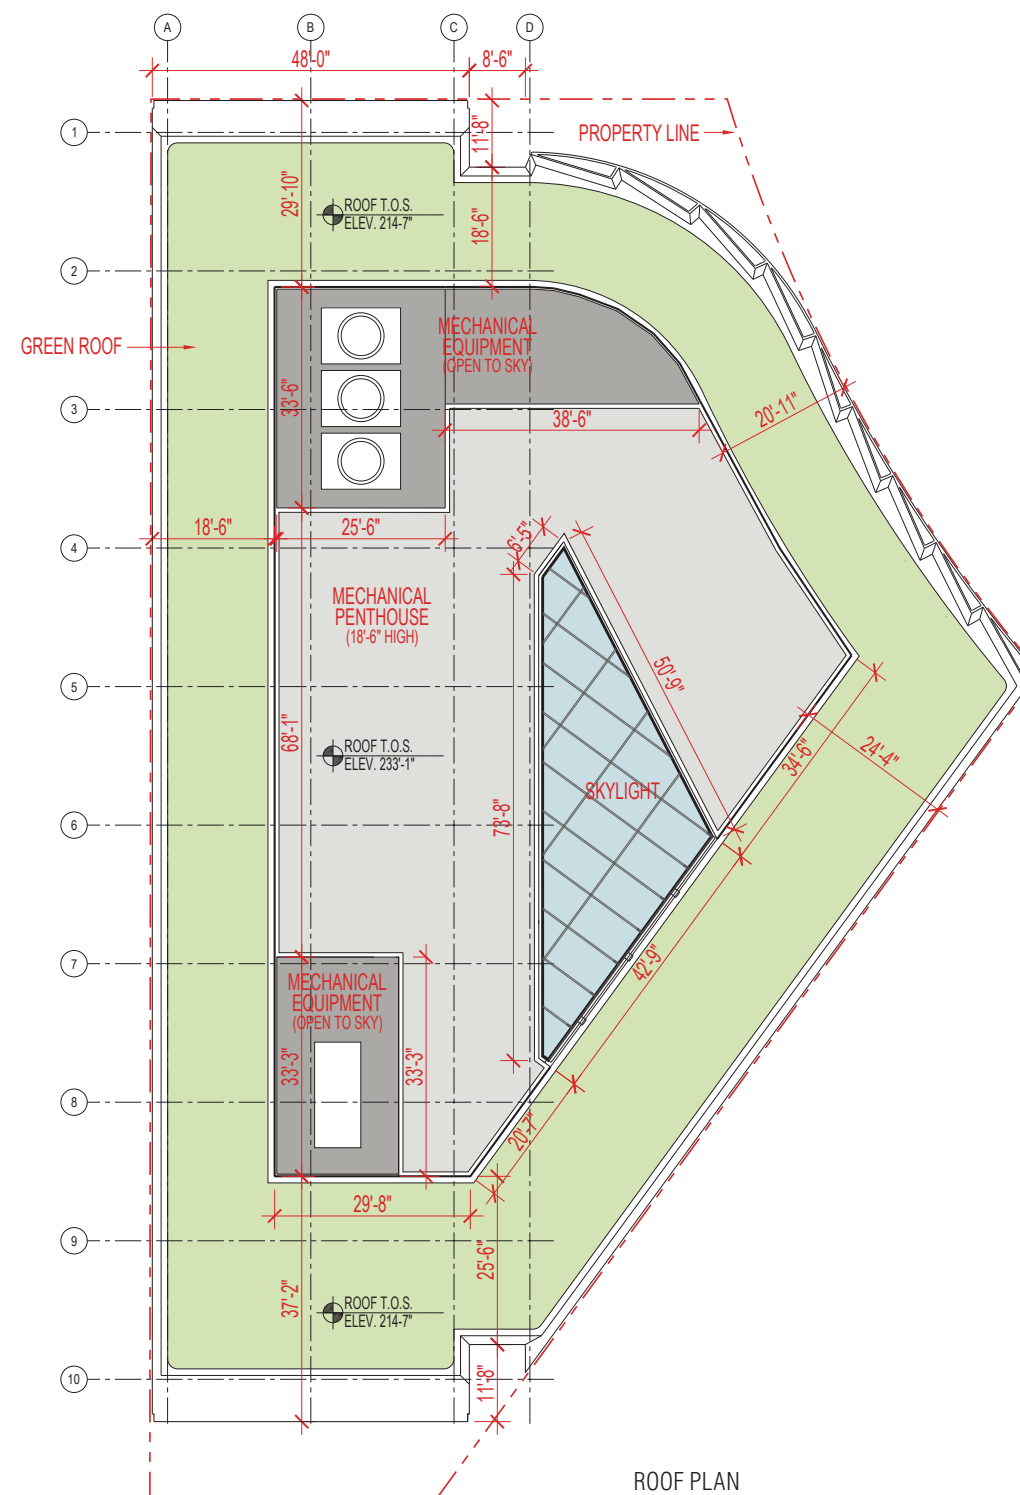 A
B
C
D
48'-0"
8'-6"
1
11'-8"
PROPERTY LINE
29'-10"
ROOF T.O.S.
ELEV. 214-7"
18'-6"
2
MECHANICAL
EQUIPMENT
(OPEN TO SKY)
GREEN ROOF
33'-6"
3
38'-6"
20'-11"
18'-6"
25'-6"
6'-5"
4
MECHANICAL
PENTHOUSE
(18'-6" HIGH)
50'-9"
5
68'-1"
ROOF T.O.S.
ELEV. 233'-1"
34'-6"
24'-4"
SKYLIGHT
73'-8"
6
42'-9"
7
MECHANICAL
EQUIPMENT
(OPEN TO SKY)
33'-3"
33'-3"
8
20'-7"
29'-8"
9
25'-6"
37'-2"
ROOF T.O.S.
ELEV. 214-7"
10
11'-8"
ROOF PLAN